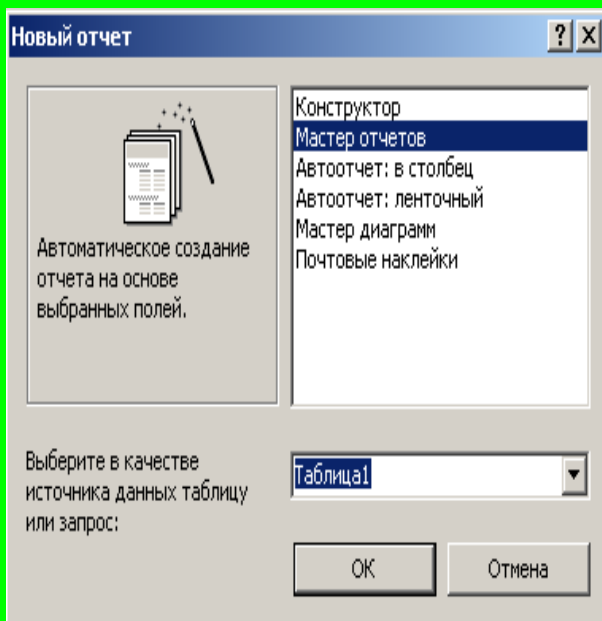 Новый отчет
Конструктор
Мастер отчетов
Автоотчет: в столбец
Автоотчет: ленточный
Мастер диаграмм
Почтовые наклейки
Автоматическое создание
отчета на основе
выбранных полей.
Выберите в качестве
источника данных таблицу
или запрос:
Таблица1
ОК
Отмена